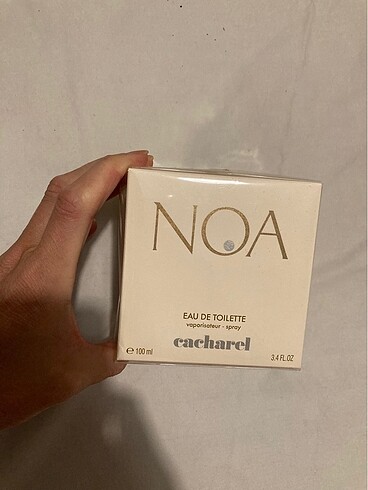 NOA
EAU DE TOILETTE
vaporisateur - spray
cacharel
℮ 100 ml
3,4 FL.OZ